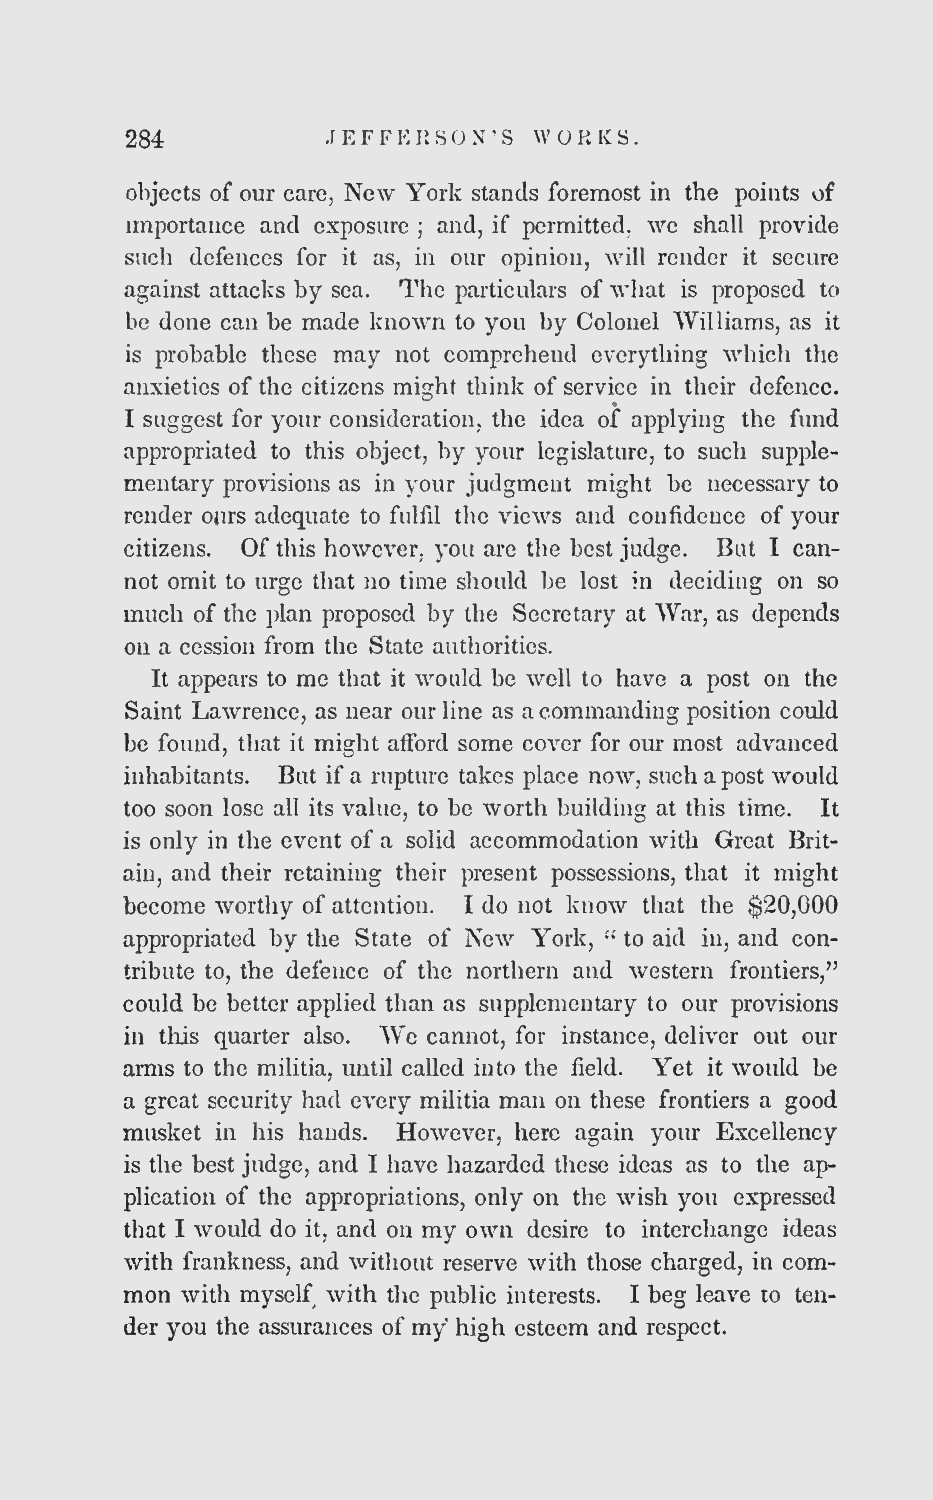 284 JEFFERSON'S WORKS.
objects of our care, New York stands foremost in the points of
importance and exposure ; and, if permitted, we shall provide
such defences for it as, in our opinion, will render it secure
against attacks by sea. The particulars of what is proposed to
be done can be made known to you by Colonel Williams, as it
is probable these may not comprehend everything which the
anxieties of the citizens might think of service in their defence.
I suggest for your consideration, the idea of applying the fund
appropriated to this object, by your legislature, to such supple-
mentary provisions as in your judgment might be necessary to
render ours adequate to fulfil the views and confidence of your
citizens. Of this however, you are the best judge. But I can-
not omit to urge that no time should be lost in deciding on so
much of the plan proposed by the Secretary at War, as depends
on a cession from the State authorities.
It appears to me that it would be well to have a post on the
Saint Lawrence, as near our line as a commanding position could
be found, that it might afford some cover for our most advanced
inhabitants. But if a rupture takes place now, such a post would
too soon lose all its value, to be worth building at this time. It
is only in the event of a solid accommodation with Great Brit-
ain, and their retaining their present possessions, that it might
become worthy of attention. I do not know that the $20,000
appropriated by the State of New York, “ to aid in, and con-
tribute to, the defence of the northern and western frontiers,”
could be better applied than as supplementary to our provisions
in this quarter also. We cannot, for instance, deliver out our
arms to the militia, until called into the field. Yet it would be
a great security had every militia man on these frontiers a good
musket in his hands. However, here again your Excellency
is the best judge, and I have hazarded these ideas as to the ap-
plication of the appropriations, only on the wish you expressed
that I would do it, and on my own desire to interchange ideas
with frankness, and without reserve with those charged, in com-
mon with myself, with the public interests. I beg leave to ten-
der you the assurances of my high esteem and respect.